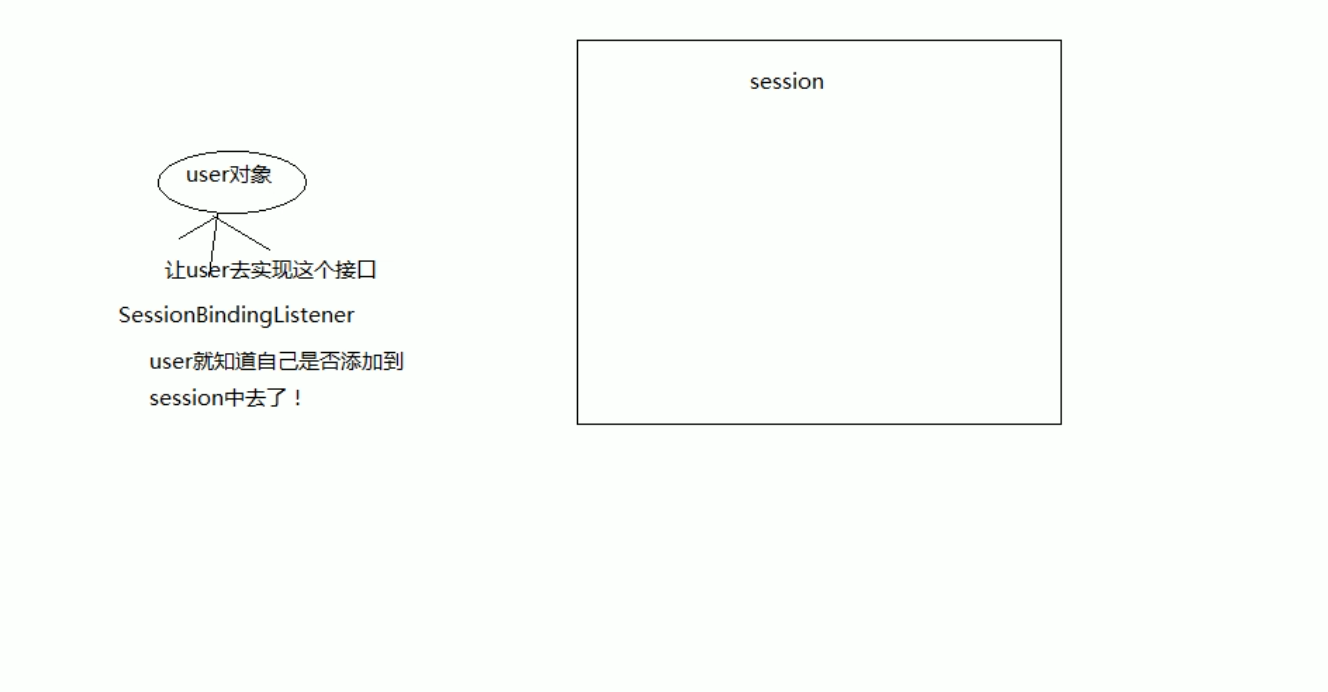 session
user对象
让user去实现这个接口
SessionBindingListener
user就知道自己是否添加到
session中去了！